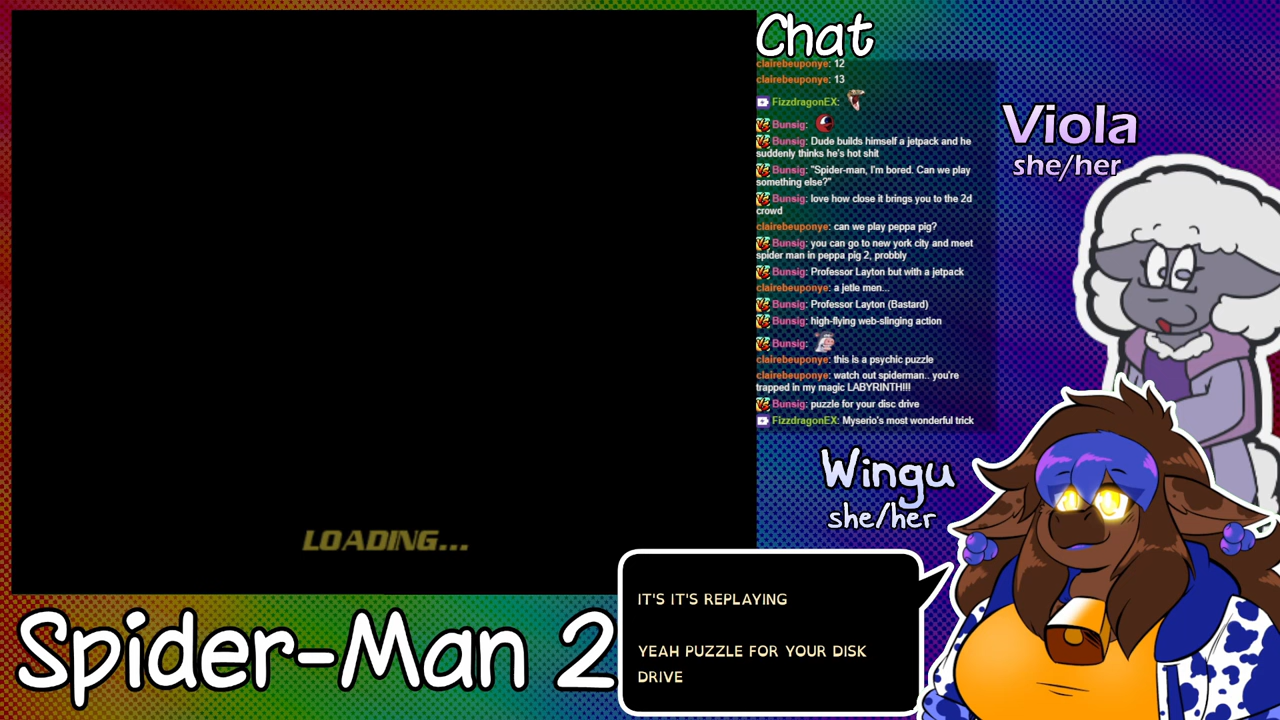 Chat
clairebeuponye: 12
clairebeuponye: 13
FizzdragonEX:
Bunsig:
Bunsig: Dude builds himself a jetpack and he
suddenly thinks he's hot shit
Bunsig: "Spider-man, I'm bored. Can we play
something else?"
Bunsig: love how close it brings you to the 2d
crowd
clairebeuponye: can we play peppa pig?
Bunsig: you can go to new york city and meet
spider man in peppa pig 2, probbly
Bunsig: Professor Layton but with a jetpack
clairebeuponye: a jetle men...
Bunsig: Professor Layton (Bastard)
Bunsig: high-flying web-slinging action
Bunsig:
clairebeuponye: this is a psychic puzzle
clairebeuponye: watch out spiderman.. you're
trapped in my magic LABYRINTH!!!
Bunsig: puzzle for your disc drive
FizzdragonEX: Myserio's most wonderful trick
Viola
she/her
Wingu
she/her
LOADING...
IT'S IT'S REPLAYING
YEAH PUZZLE FOR YOUR DISK
DRIVE
Spider-Man 2